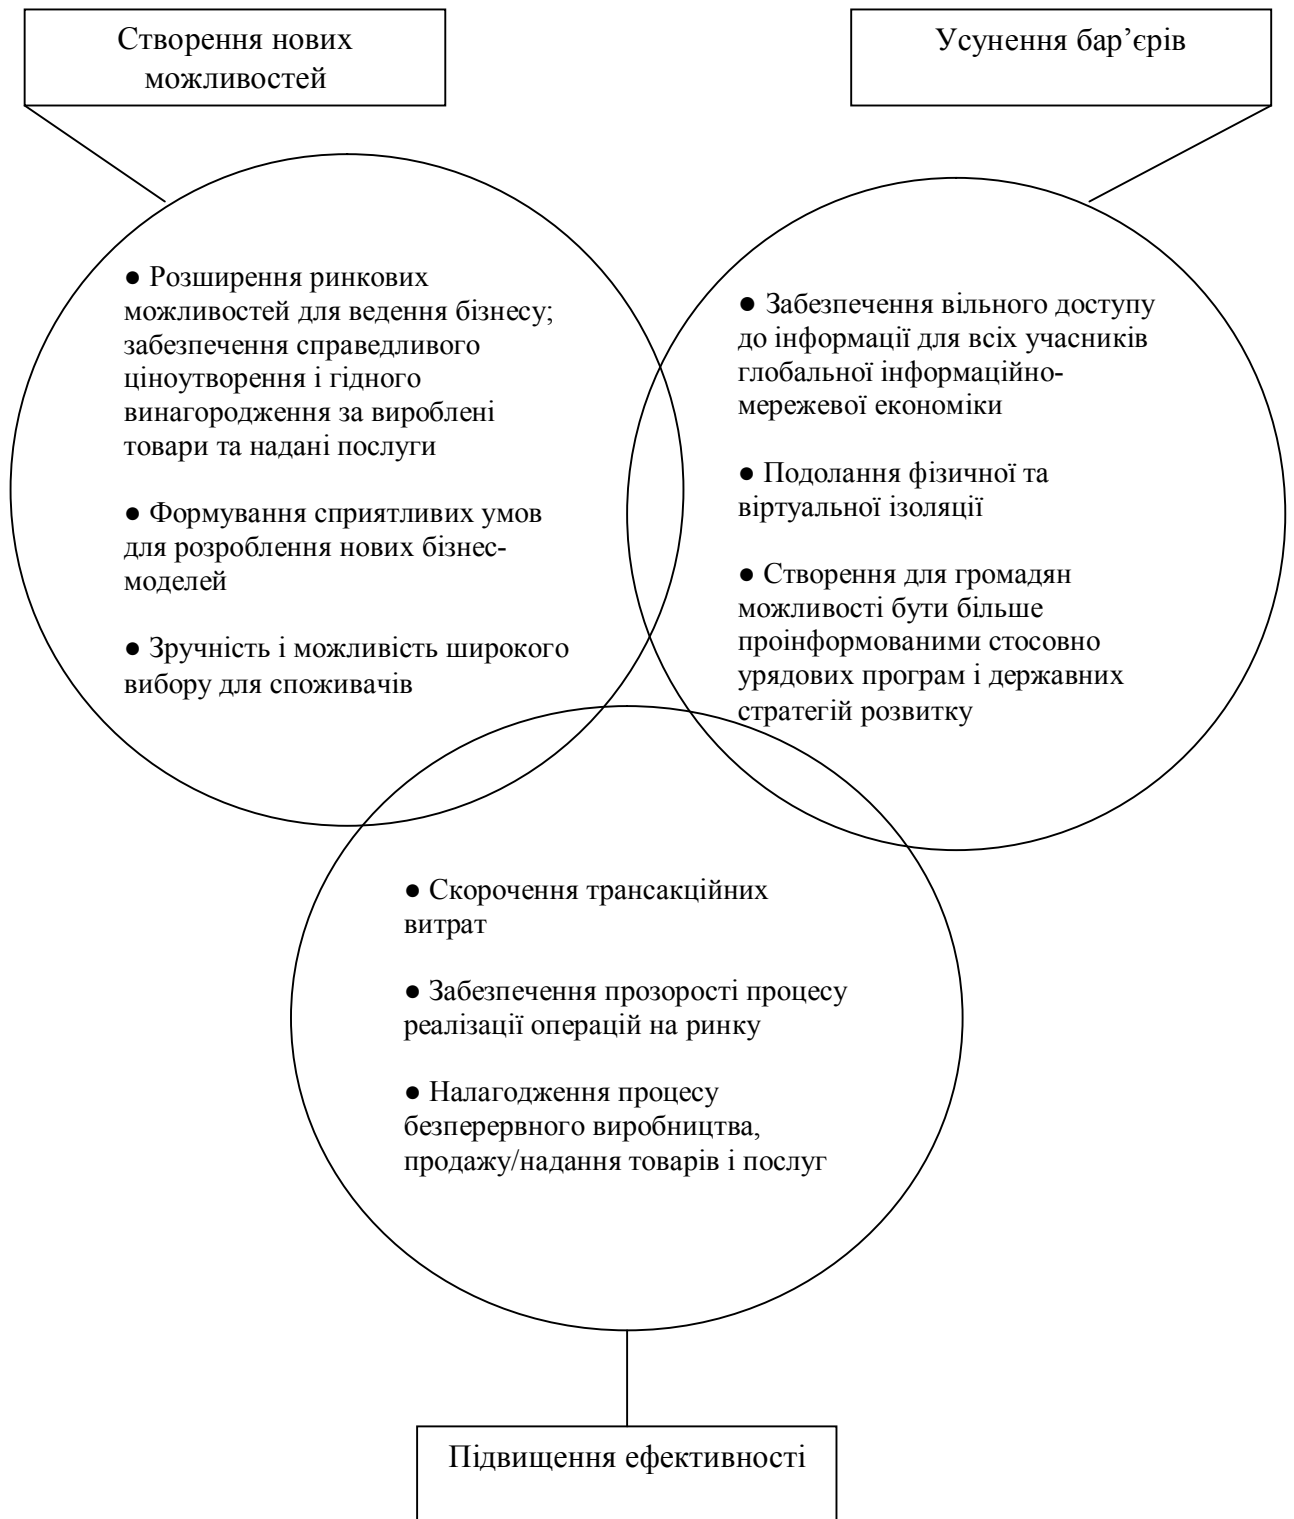 Створення нових
можливостей
Усунення бар’єрів
● Розширення ринкових
можливостей для ведення бізнесу;
забезпечення справедливого
ціноутворення і гідного
винагородження за вироблені
товари та надані послуги
● Формування сприятливих умов
для розроблення нових бізнес-
моделей
● Зручність і можливість широкого
вибору для споживачів
● Забезпечення вільного доступу
до інформації для всіх учасників
глобальної інформаційно-
мережевої економіки
● Подолання фізичної та
віртуальної ізоляції
● Створення для громадян
можливості бути більше
проінформованими стосовно
урядових програм і державних
стратегій розвитку
● Скорочення трансакційних
витрат
● Забезпечення прозорості процесу
реалізації операцій на ринку
● Налагодження процесу
безперервного виробництва,
продажу/надання товарів і послуг
Підвищення ефективності